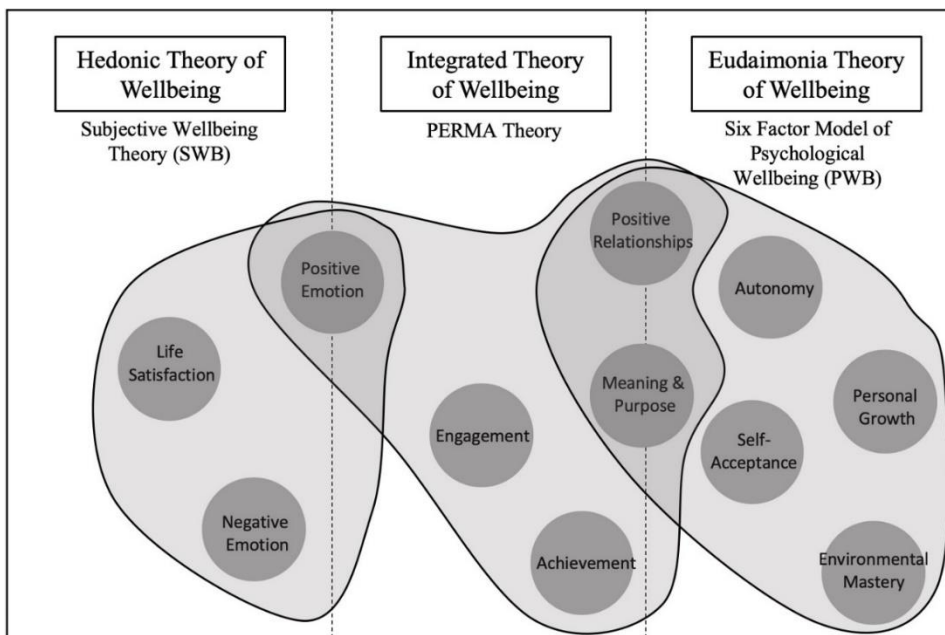 Hedonic Theory of
Wellbeing
Subjective Wellbeing
Theory (SWB)
Integrated Theory
of Wellbeing
PERMA Theory
Eudaimonia Theory
of Wellbeing
Six Factor Model of
Psychological
Wellbeing (PWB)
Positive
Emotion
Life
Satisfaction
Negative
Emotion
Engagement
Achievement
Positive
Relationships
Meaning &
Purpose
Autonomy
Personal
Growth
Self-
Acceptance
Environmental
Mastery